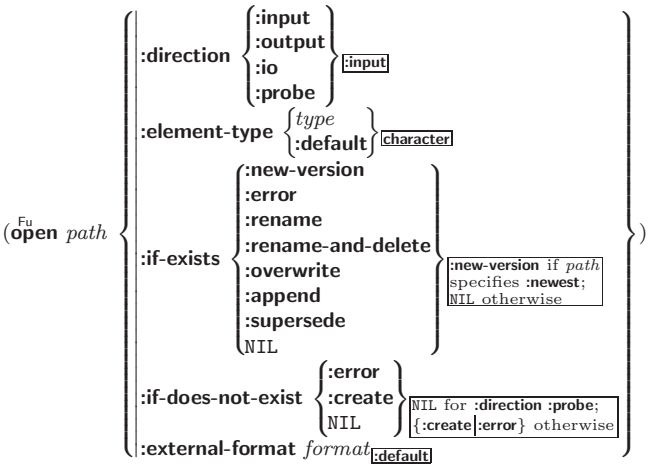 :input
:output
:direction
:io
:input
:probe
:element-type
type
:default
character
:new-version
:error
:rename
Fu
(open path
)
:rename-and-delete
:if-exists
:overwrite
:new-version if path
specifies :newest;
NIL otherwise
:append
:supersede
NIL
:error
:if-does-not-exist
:create
NIL
NIL for :direction :probe;
{:create|:error} otherwise
:external-format format :default